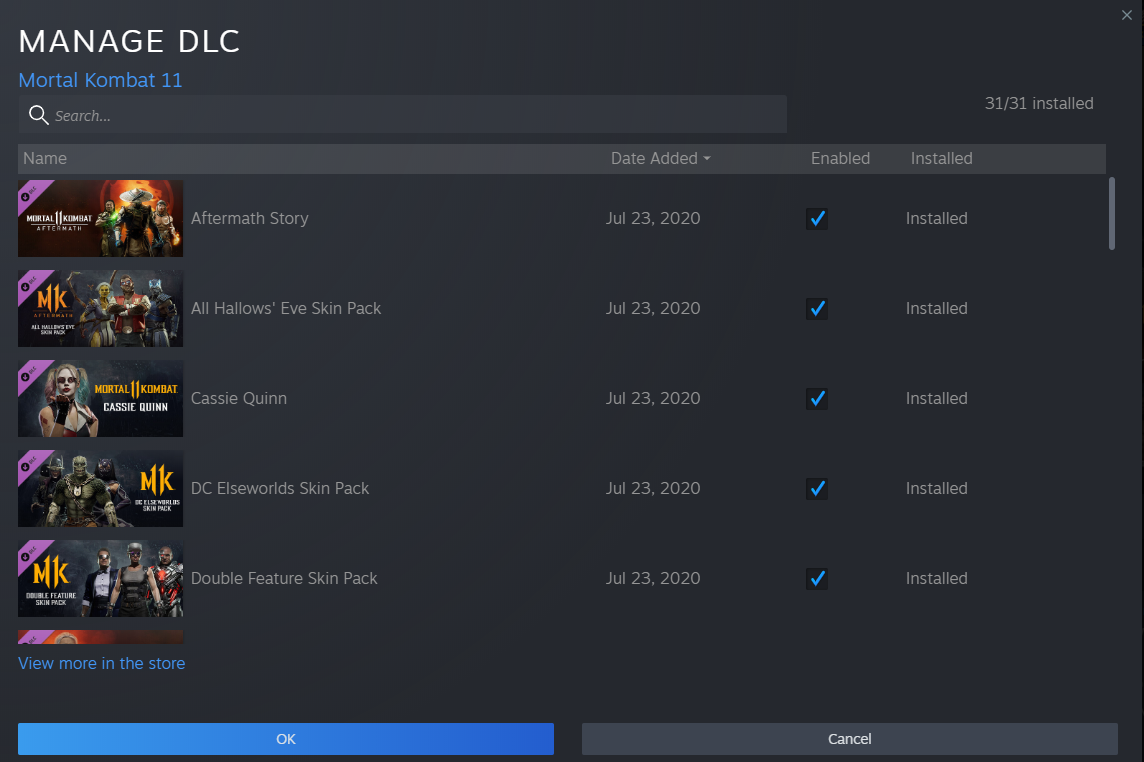 MANAGE DLC
Mortal Kombat 11
Search...
31/31 installed
Name Date Added Enabled Installed
DLC
MORTAL 11 KOMBAT
AFTERMATH
Aftermath Story Jul 23, 2020 Installed
DLC
MK
AFTERMATH
ALL HALLOWS' EVE
SKIN PACK
All Hallows' Eve Skin Pack Jul 23, 2020 Installed
DLC
MORTAL 11 KOMBAT
CASSIE QUINN
Cassie Quinn Jul 23, 2020 Installed
DLC
MK
DC ELSEWORLDS
SKIN PACK
DC Elseworlds Skin Pack Jul 23, 2020 Installed
DLC
MK
DOUBLE FEATURE
SKIN PACK
Double Feature Skin Pack Jul 23, 2020 Installed
DLC
View more in the store
OK Cancel